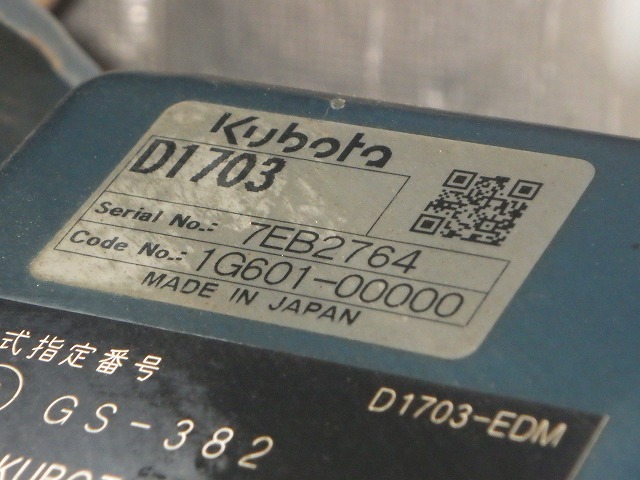 Kubota
D1703
Serial No.: 7EB2764
Code No.: 1G601-00000
MADE IN JAPAN
式指定番号
GS-382
D1703-EDM